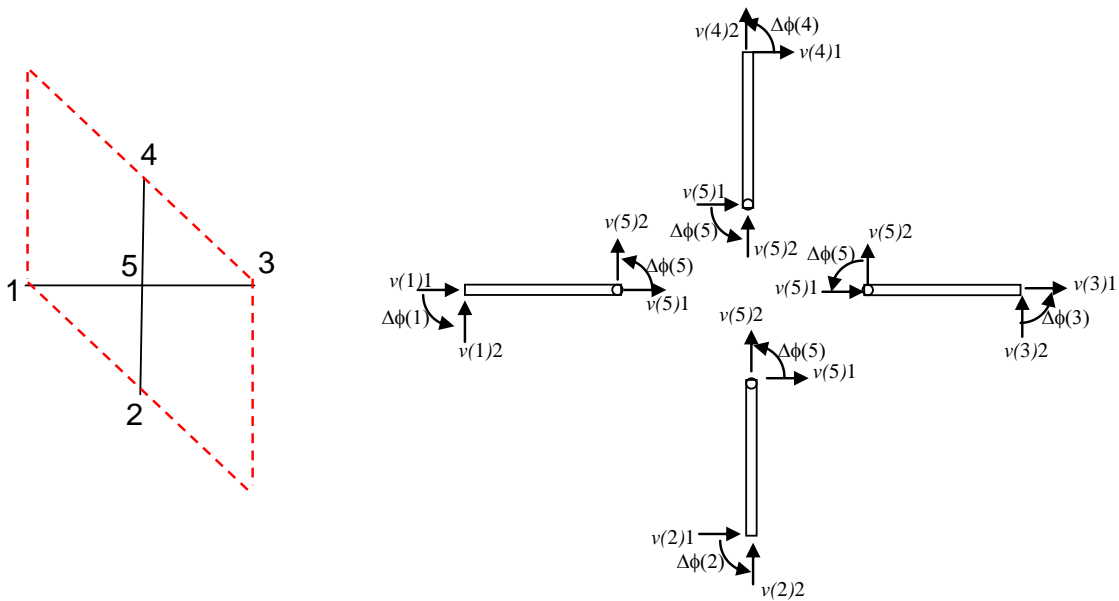 4
5
3
1
2
v(4)2
Δϕ(4)
v(4)1
v(5)1
Δϕ(5)
v(5)2
v(5)2
Δϕ(5)
v(1)1
v(5)1
Δϕ(1)
v(1)2
v(5)2
Δϕ(5)
v(5)1
v(3)1
Δϕ(3)
v(3)2
v(5)2
Δϕ(5)
v(5)1
v(2)1
Δϕ(2)
v(2)2